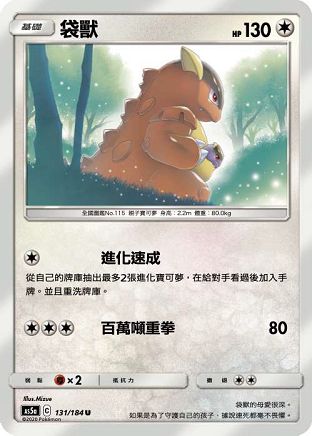 基礎 袋獸 HP 130
全國圖鑑No.115 親子寶可夢 身高:2.2m 體重:80.0kg
進化速成
從自己的牌庫抽出最多2張進化寶可夢,在給對手看過後加入手
牌。並且重洗牌庫。
百萬噸重拳 80
弱點 ×2 抵抗力 撤退
Illus.Mizue
AS5a C 131/184 U
©2020 Pokémon
袋獸的母愛很深。
如果是為了守護自己的孩子,據說連死都毫不畏懼。